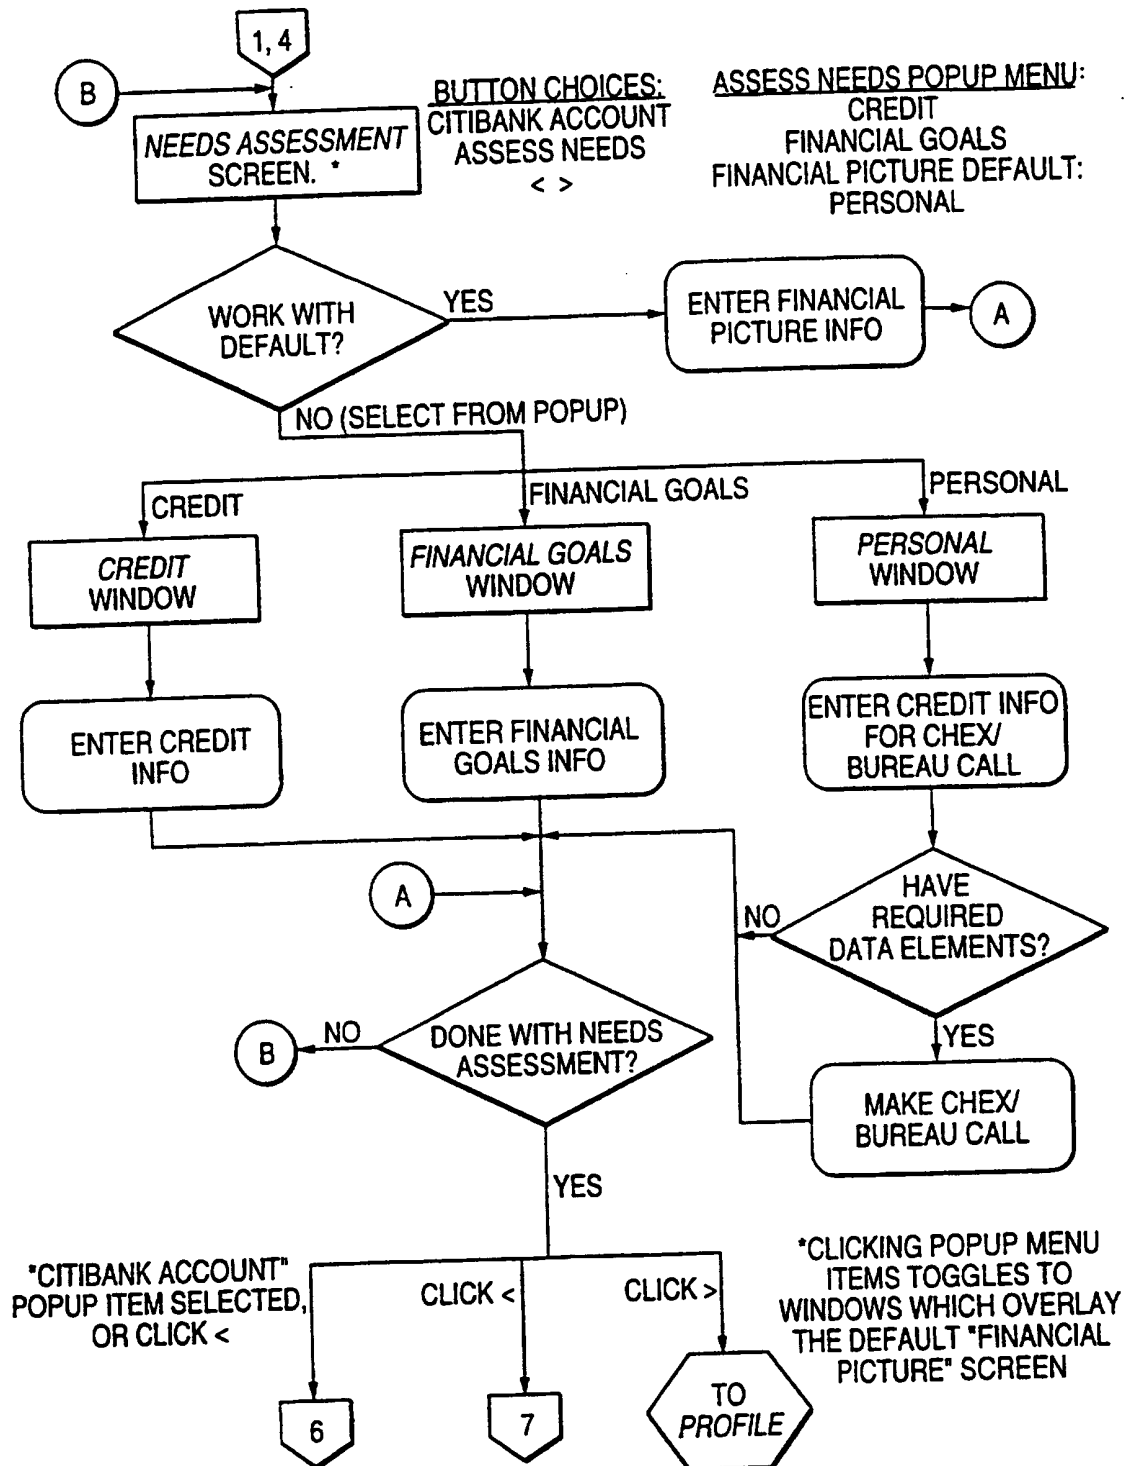 1, 4
B
BUTTON CHOICES:
CITIBANK ACCOUNT
ASSESS NEEDS
< >
ASSESS NEEDS POPUP MENU:
CREDIT
FINANCIAL GOALS
FINANCIAL PICTURE DEFAULT:
PERSONAL
NEEDS ASSESSMENT
SCREEN. *
WORK WITH
DEFAULT?
YES
ENTER FINANCIAL
PICTURE INFO
A
NO (SELECT FROM POPUP)
CREDIT
FINANCIAL GOALS
PERSONAL
CREDIT
WINDOW
FINANCIAL GOALS
WINDOW
PERSONAL
WINDOW
ENTER CREDIT
INFO
ENTER FINANCIAL
GOALS INFO
ENTER CREDIT INFO
FOR CHEX/
BUREAU CALL
A
HAVE
REQUIRED
DATA ELEMENTS?
NO
YES
MAKE CHEX/
BUREAU CALL
DONE WITH NEEDS
ASSESSMENT?
NO
B
YES
"CITIBANK ACCOUNT"
POPUP ITEM SELECTED,
OR CLICK <
CLICK <
CLICK >
*CLICKING POPUP MENU
ITEMS TOGGLES TO
WINDOWS WHICH OVERLAY
THE DEFAULT "FINANCIAL
PICTURE" SCREEN
6
7
TO
PROFILE